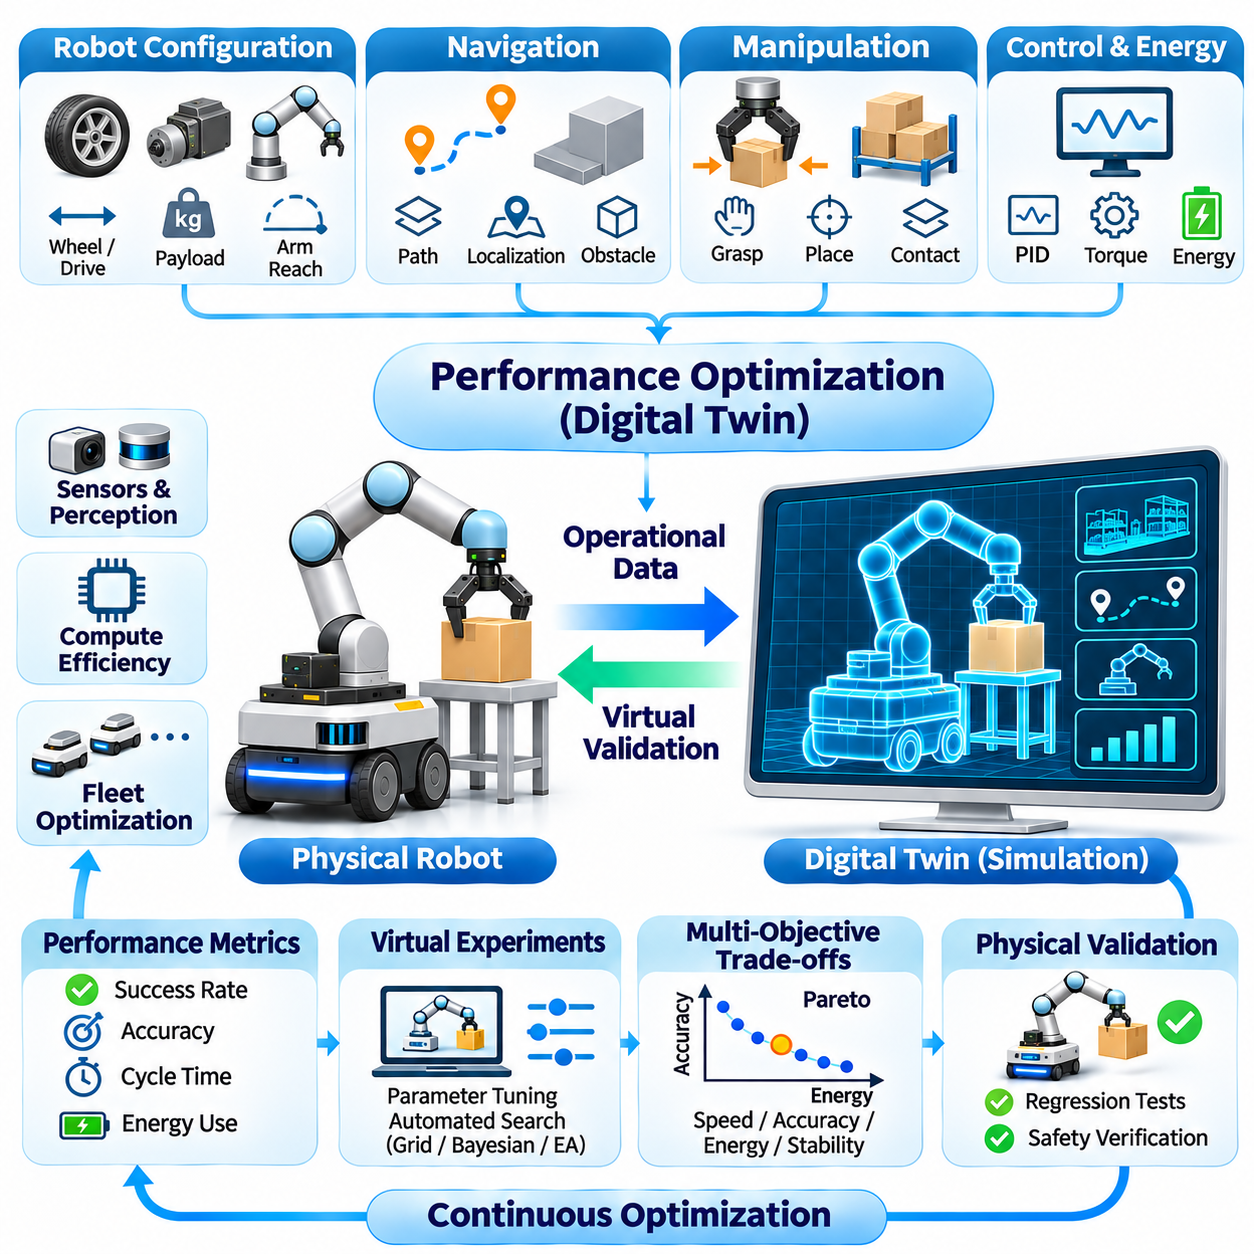 Robot Configuration
Navigation
Manipulation
Control & Energy
kg
Wheel /
Drive
Payload
Arm
Reach
Path
Localization
Obstacle
Grasp
Place
Contact
PID
Torque
Energy
Performance Optimization
(Digital Twin)
Sensors &
Perception
Compute
Efficiency
Fleet
Optimization
Operational
Data
Virtual
Validation
Physical Robot
Digital Twin (Simulation)
Performance Metrics
Success Rate
Accuracy
Cycle Time
Energy Use
Virtual Experiments
Parameter Tuning
Automated Search
(Grid / Bayesian / EA)
Multi-Objective
Trade-offs
Accuracy
Pareto
Energy
Speed / Accuracy /
Energy / Stability
Physical Validation
Regression Tests
Safety Verification
Continuous Optimization